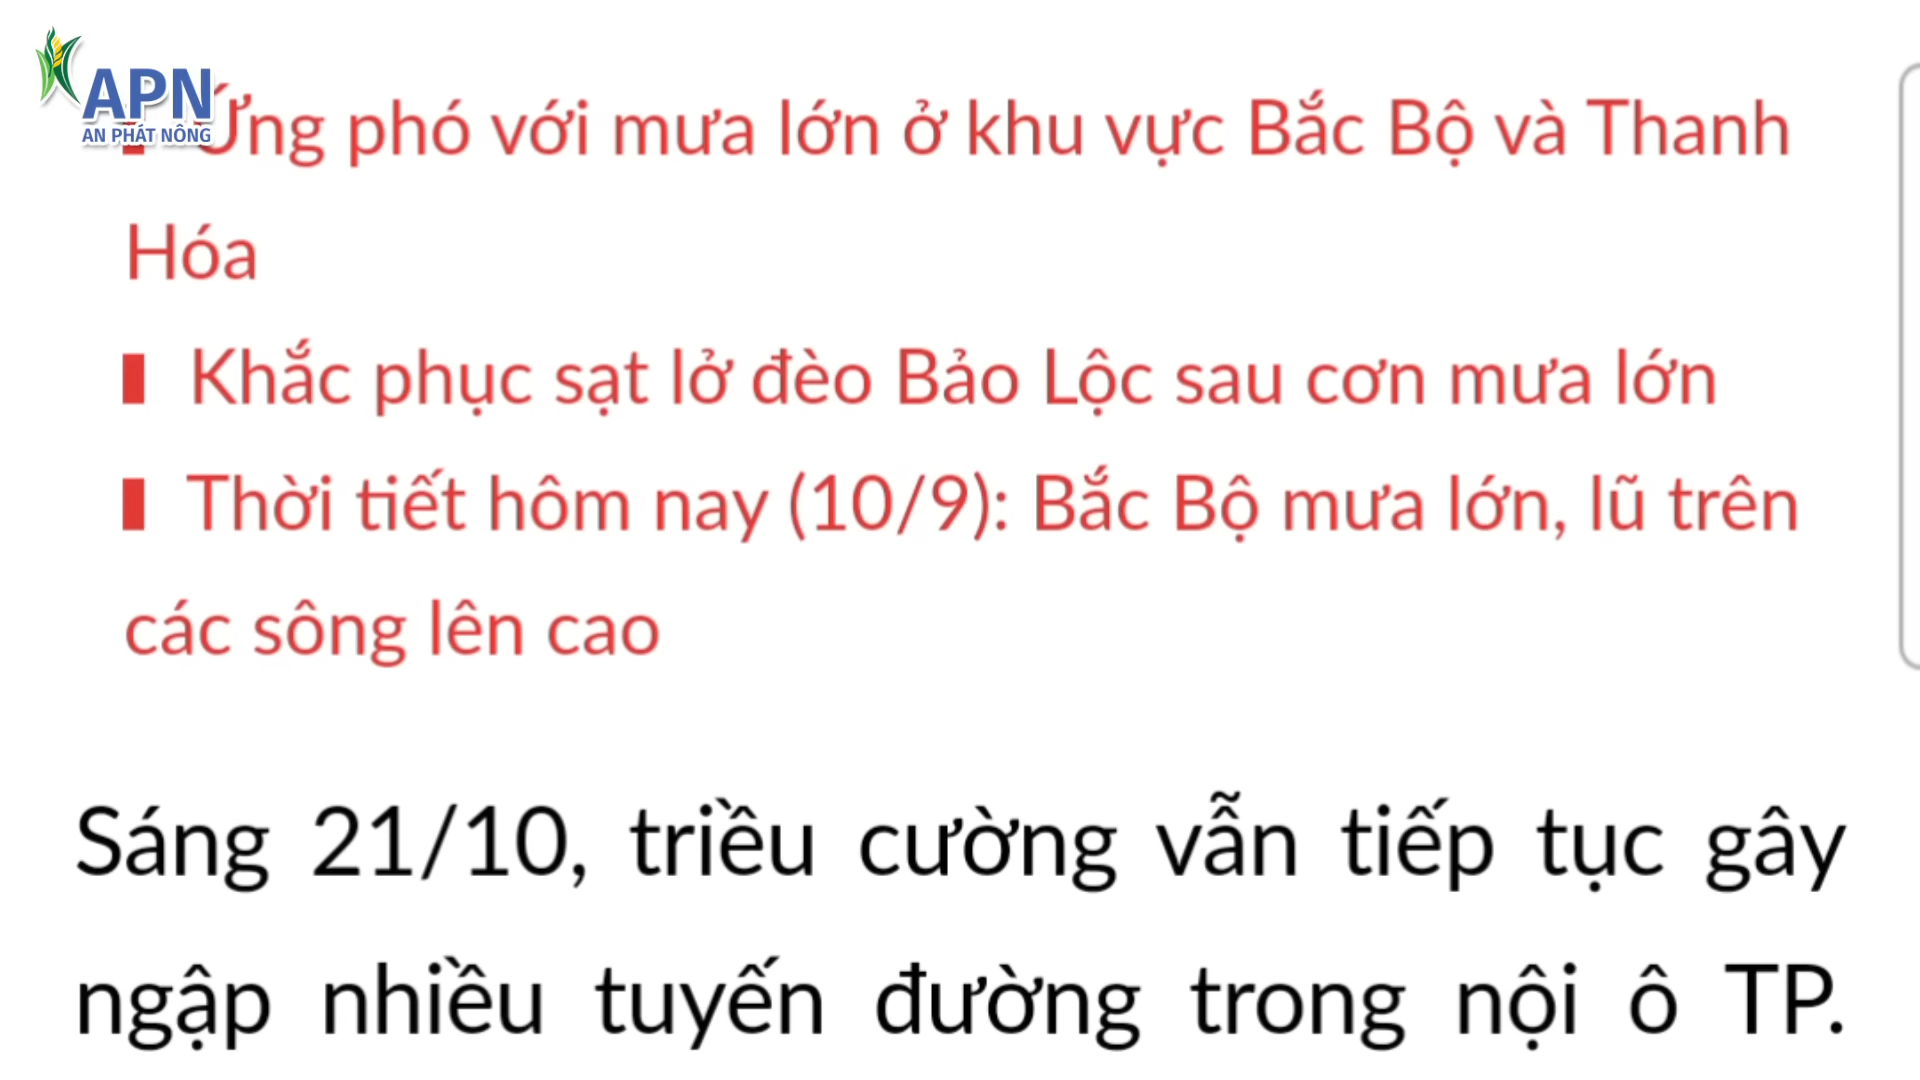 APN
AN PHÁT NÔNG
Ứng phó với mưa lớn ở khu vực Bắc Bộ và Thanh
Hóa
Khắc phục sạt lở đèo Bảo Lộc sau cơn mưa lớn
Thời tiết hôm nay (10/9): Bắc Bộ mưa lớn, lũ trên
các sông lên cao
Sáng 21/10, triều cường vẫn tiếp tục gây
ngập nhiều tuyến đường trong nội ô TP.